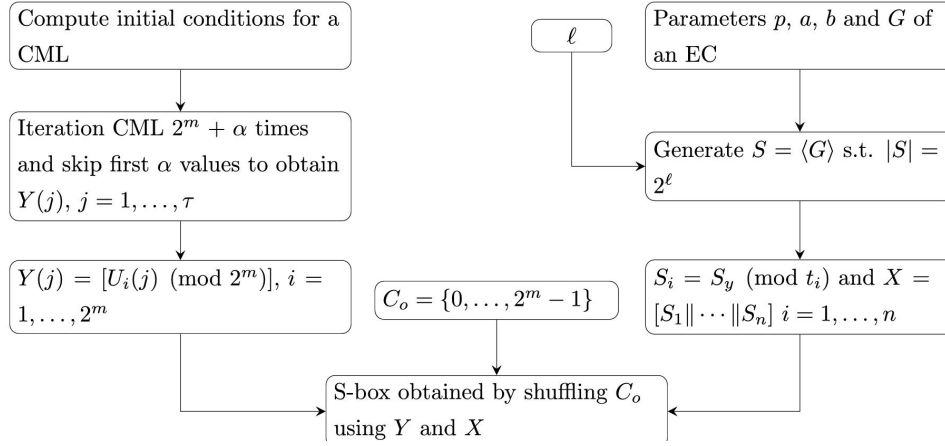 Compute initial conditions for a
CML
Iteration CML 2^m + α times
and skip first α values to obtain
Y(j), j = 1, . . . , τ
Y(j) = [U_i(j) (mod 2^m)], i =
1, . . . , 2^m
C_o = {0, . . . , 2^m − 1}
ℓ
Parameters p, a, b and G of
an EC
Generate S = ⟨G⟩ s.t. |S| =
2^ℓ
S_i = S_y (mod t_i) and X =
[S_1∥ · · · ∥S_n] i = 1, . . . , n
S-box obtained by shuffling C_o
using Y and X